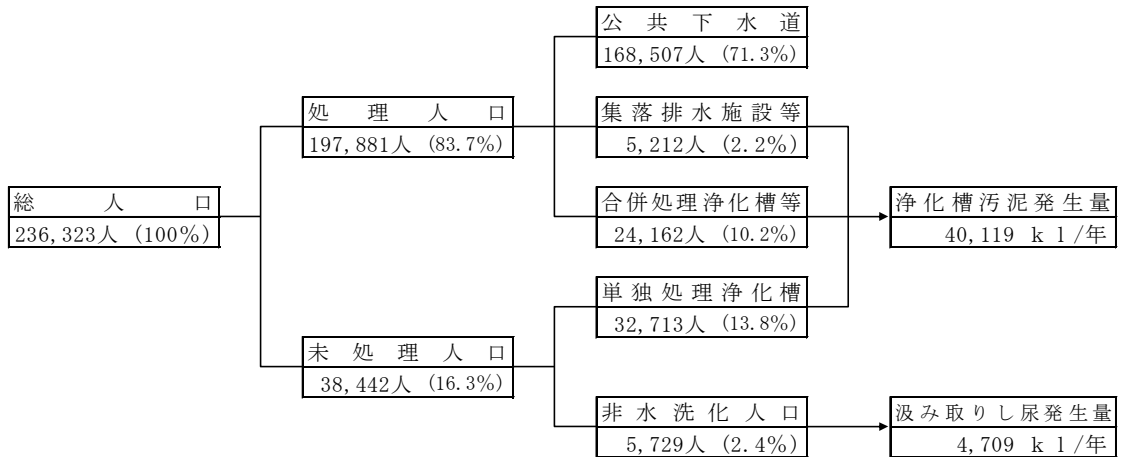 公共下水道
168,507人 (71.3%)
処理人口
197,881人 (83.7%)
集落排水施設等
5,212人 (2.2%)
総人口
236,323人 (100%)
合併処理浄化槽等
24,162人 (10.2%)
浄化槽汚泥発生量
40,119 kl/年
単独処理浄化槽
32,713人 (13.8%)
未処理人口
38,442人 (16.3%)
非水洗化人口
5,729人 (2.4%)
汲み取りし尿発生量
4,709 kl/年